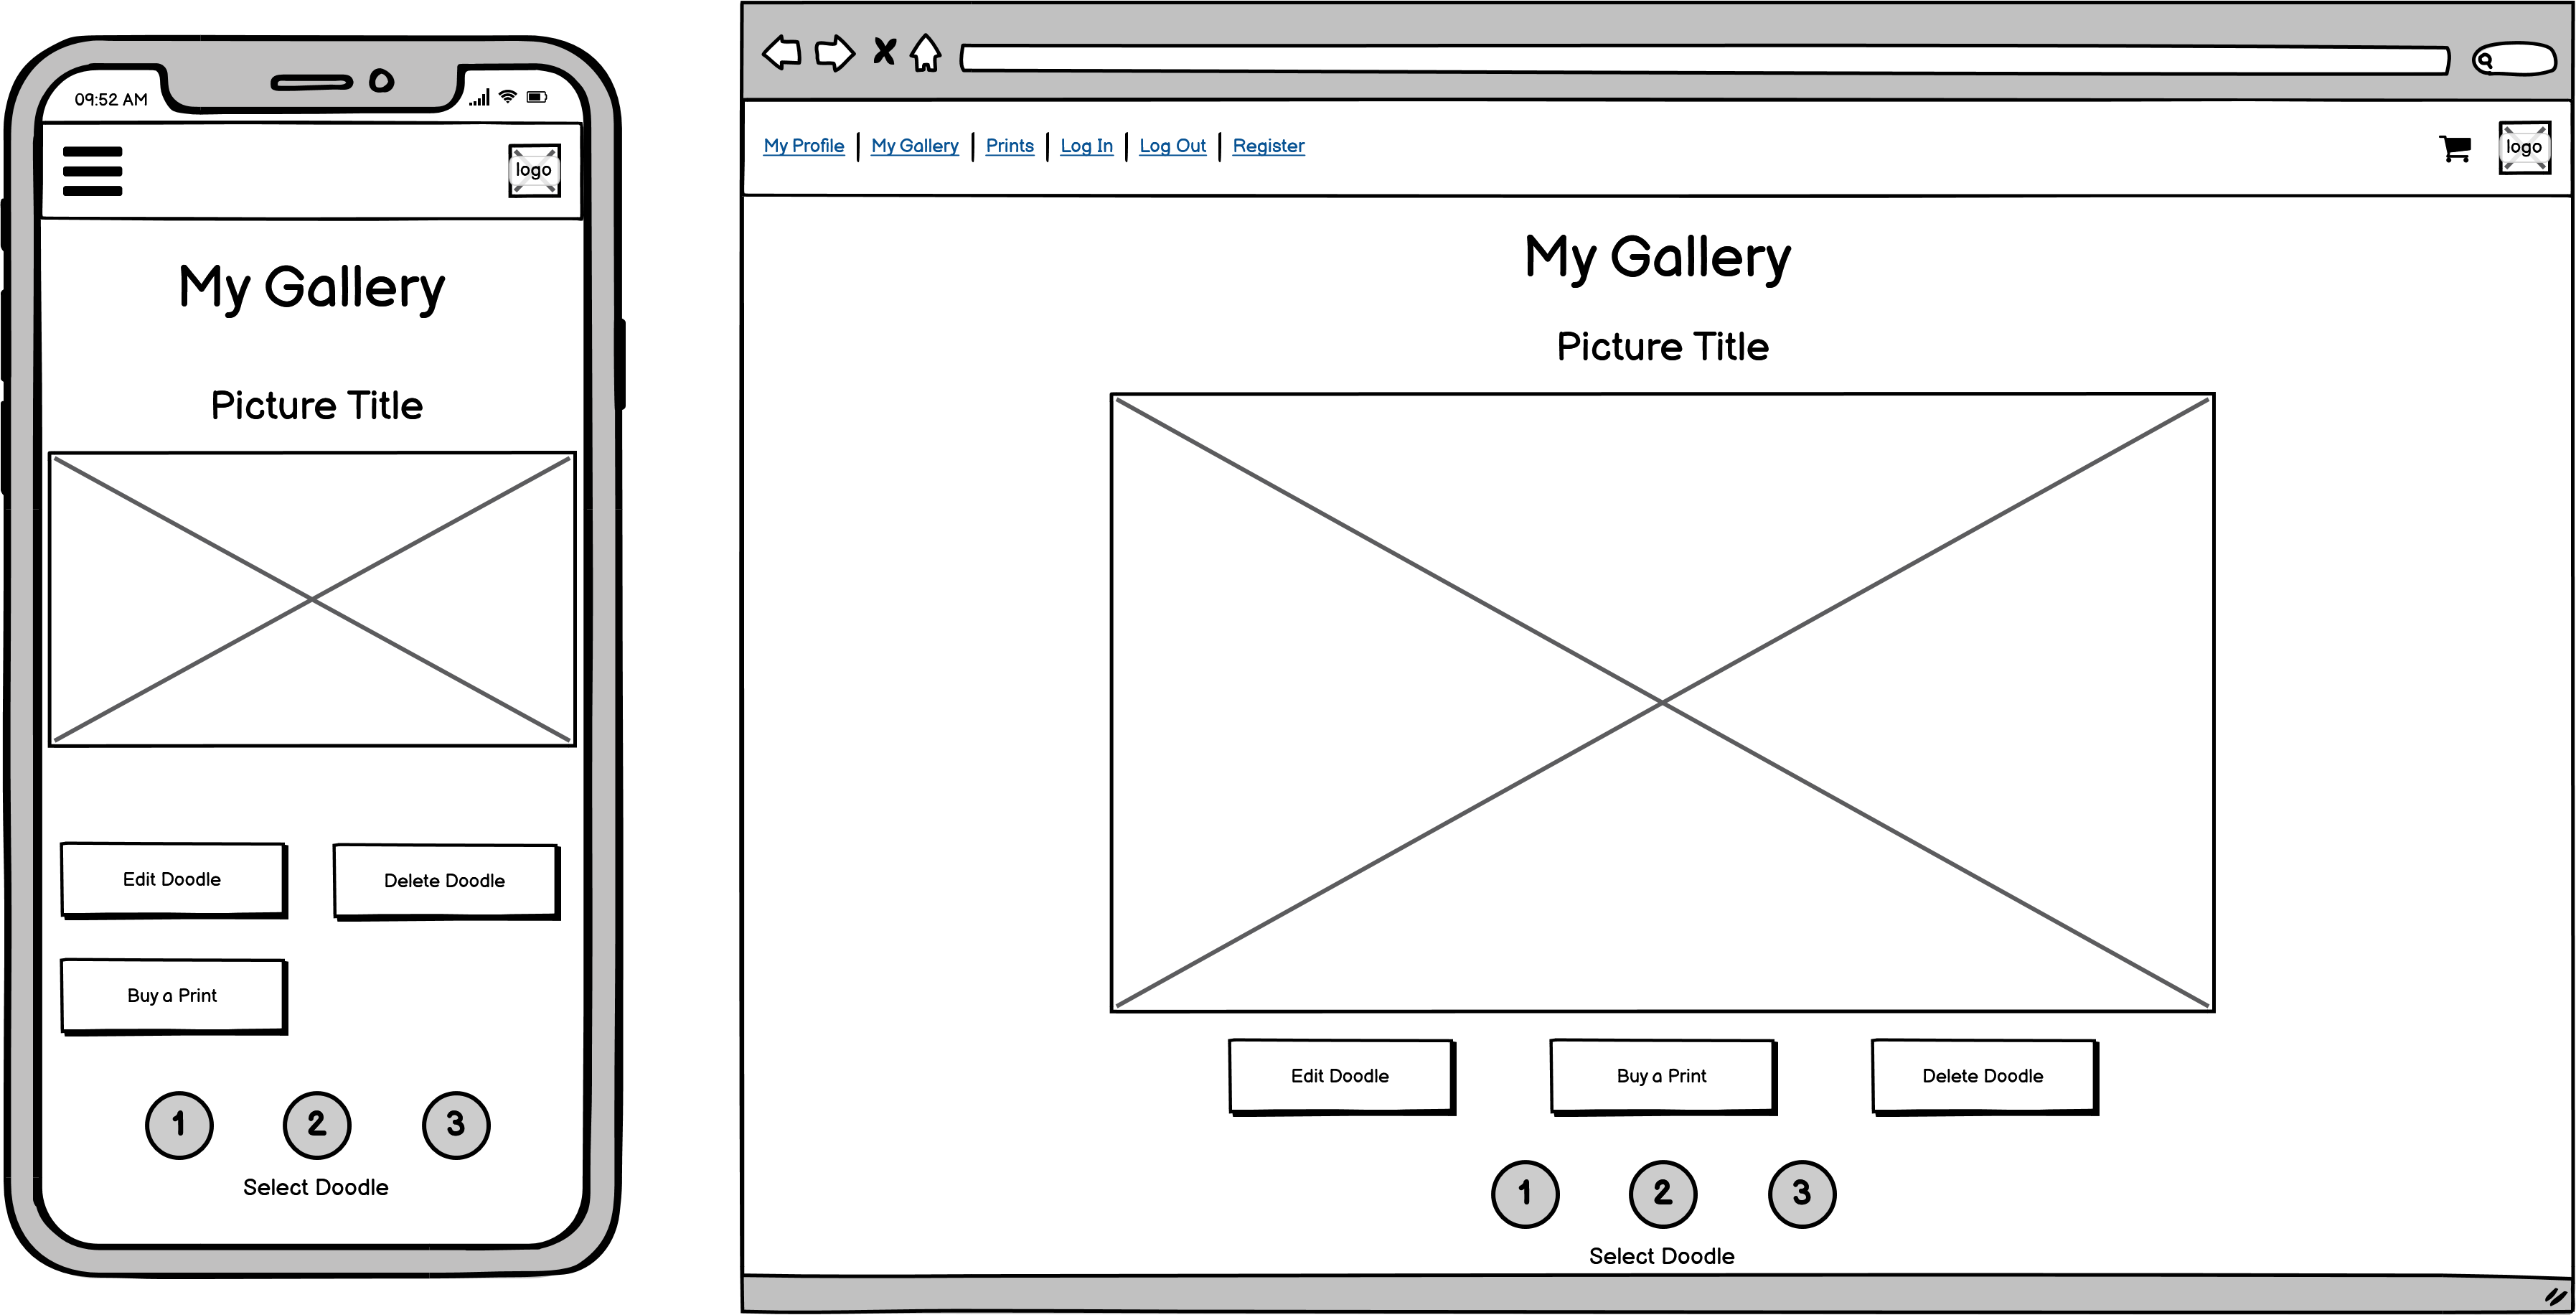 09:52 AM
logo
My Gallery
Picture Title
Edit Doodle
Delete Doodle
Buy a Print
1 2 3
Select Doodle
My Profile | My Gallery | Prints | Log In | Log Out | Register
logo
My Gallery
Picture Title
Edit Doodle
Buy a Print
Delete Doodle
1 2 3
Select Doodle